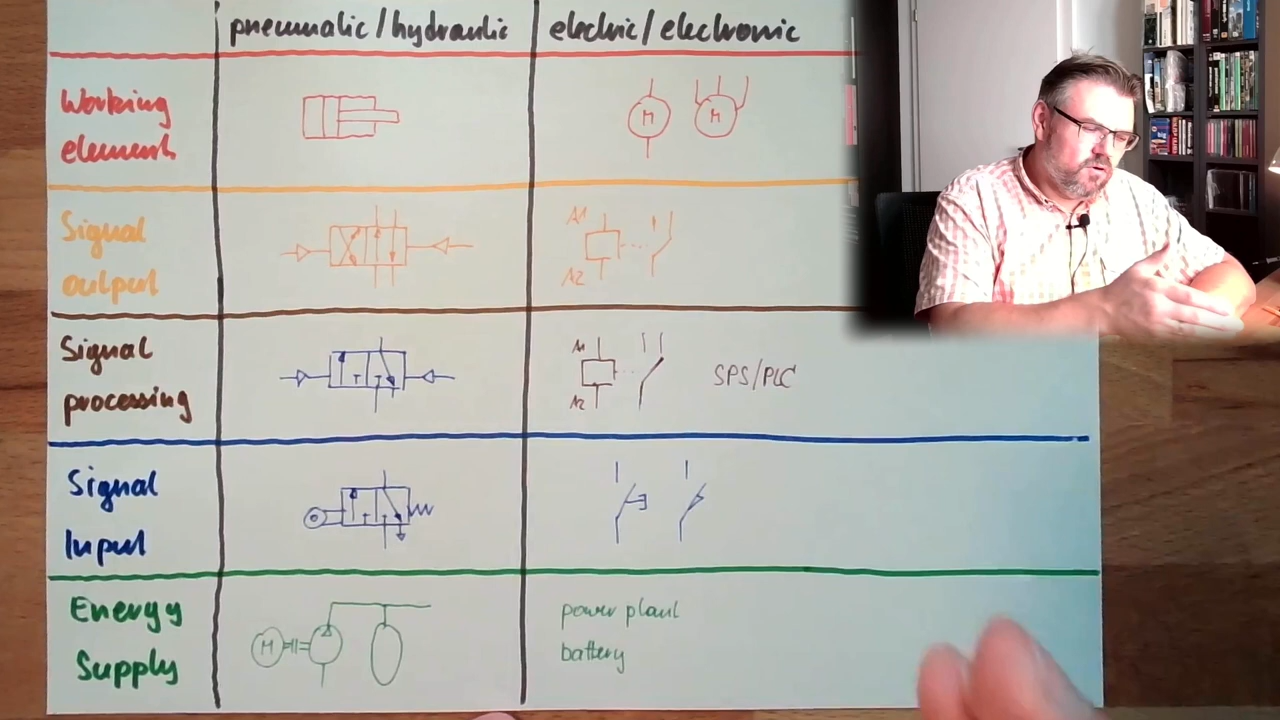 pneumatic/hydraulic
electric/electronic
Working
elements
M
M
Signal
output
A1
A2
Signal
processing
A1
A2
SPS/PLC
Signal
Input
Energy
Supply
M
power plant
battery